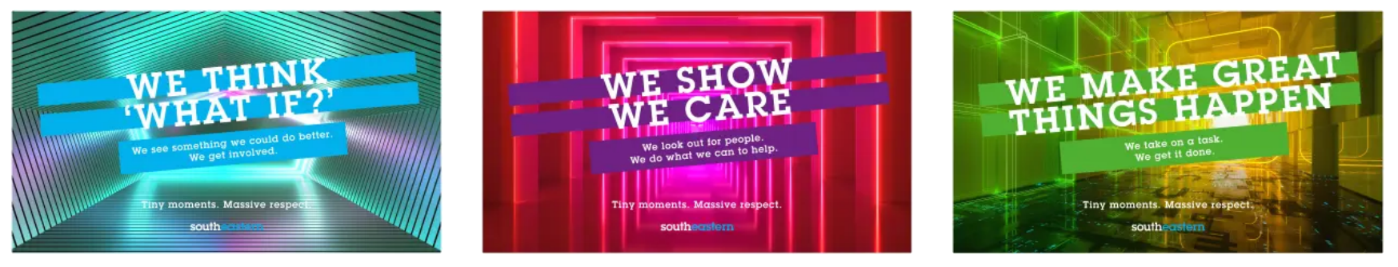 WE THINK
'WHAT IF?'
We see something we could do better.
We get involved.
Tiny moments. Massive respect.
southeastern
WE SHOW
WE CARE
We look out for people.
We do what we can to help.
Tiny moments. Massive respect.
southeastern
WE MAKE GREAT
THINGS HAPPEN
We take on a task.
We get it done.
Tiny moments. Massive respect.
southeastern